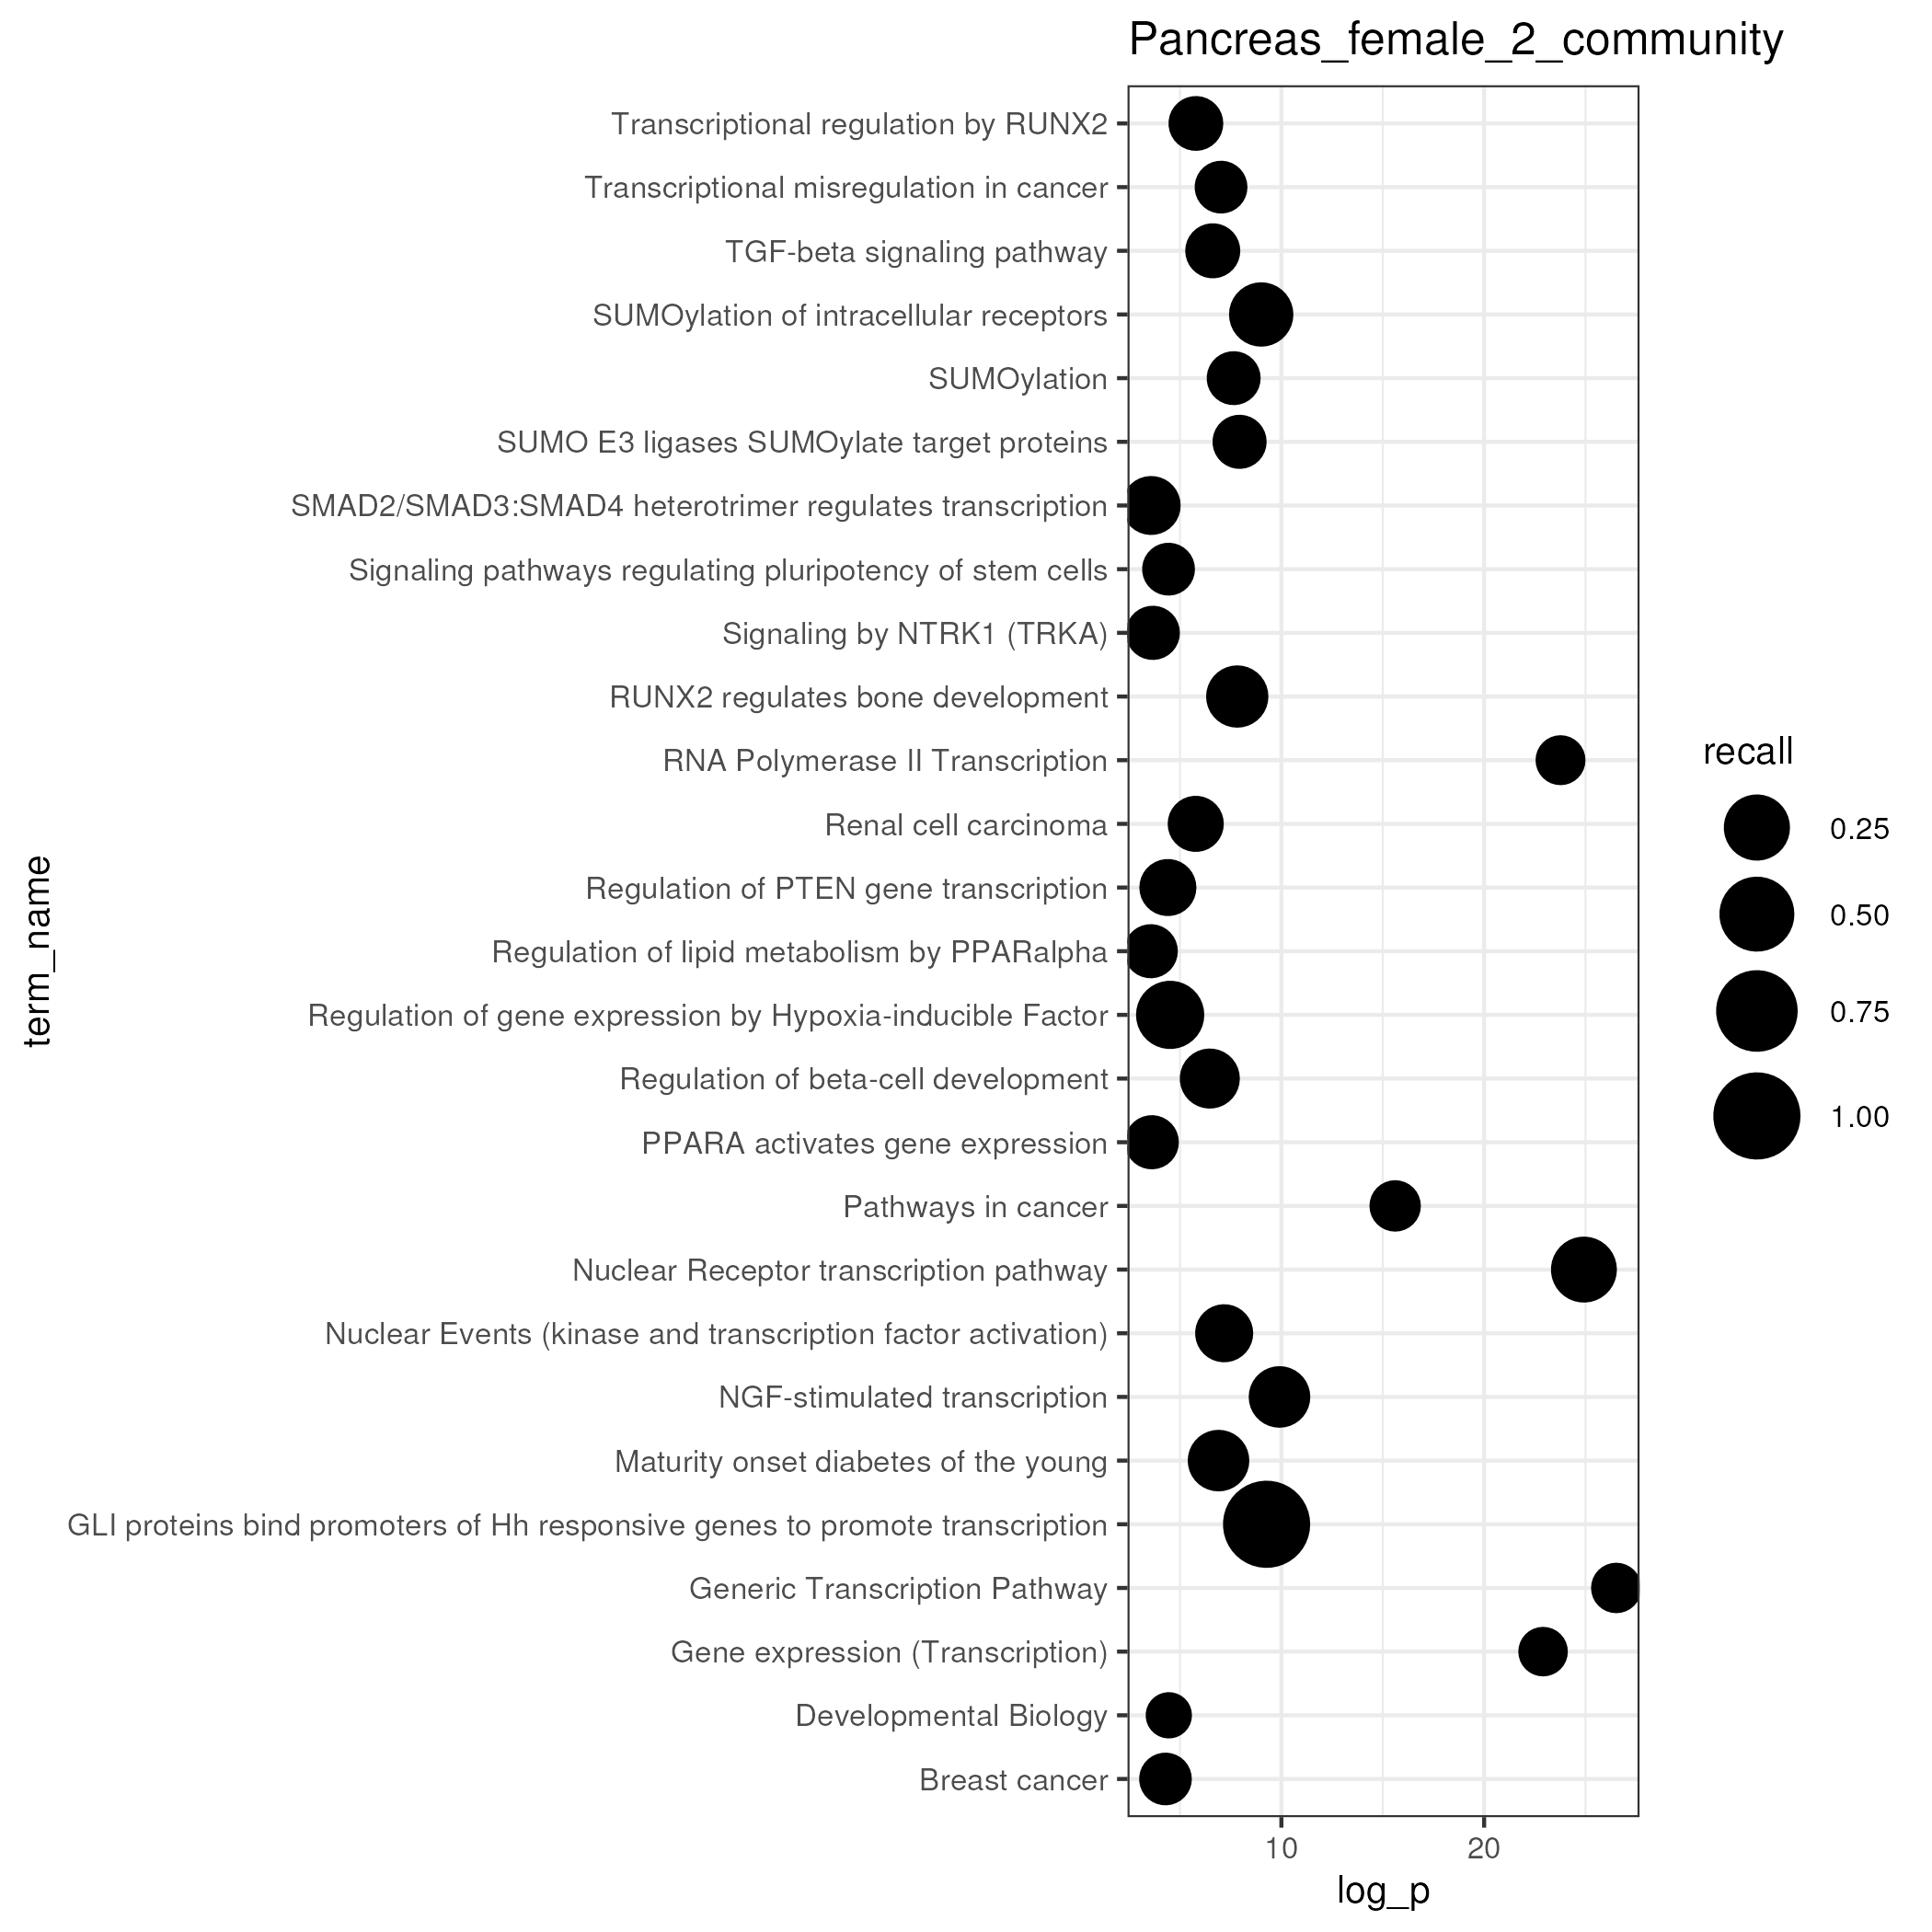 Pancreas_female_2_community
Transcriptional regulation by RUNX2
Transcriptional misregulation in cancer
TGF-beta signaling pathway
SUMOylation of intracellular receptors
SUMOylation
SUMO E3 ligases SUMOylate target proteins
SMAD2/SMAD3:SMAD4 heterotrimer regulates transcription
Signaling pathways regulating pluripotency of stem cells
Signaling by NTRK1 (TRKA)
RUNX2 regulates bone development
RNA Polymerase II Transcription
Renal cell carcinoma
Regulation of PTEN gene transcription
Regulation of lipid metabolism by PPARalpha
Regulation of gene expression by Hypoxia-inducible Factor
Regulation of beta-cell development
PPARA activates gene expression
Pathways in cancer
Nuclear Receptor transcription pathway
Nuclear Events (kinase and transcription factor activation)
NGF-stimulated transcription
Maturity onset diabetes of the young
GLI proteins bind promoters of Hh responsive genes to promote transcription
Generic Transcription Pathway
Gene expression (Transcription)
Developmental Biology
Breast cancer
term_name
10
20
log_p
recall
0.25
0.50
0.75
1.00